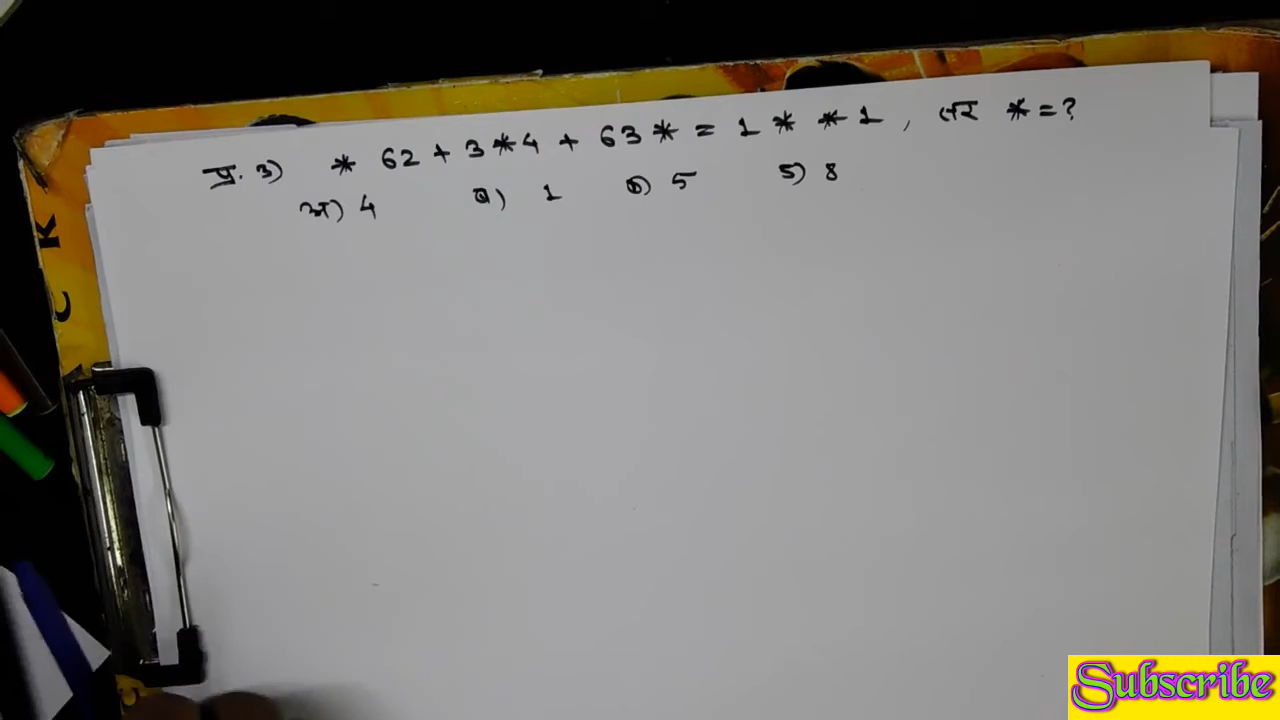 प्र. ३) * 62 + 3*4 + 63* = 1 * *1 , तर * = ?
अ) 4 ब) 1 क) 5 ड) 8
C K
Subscribe